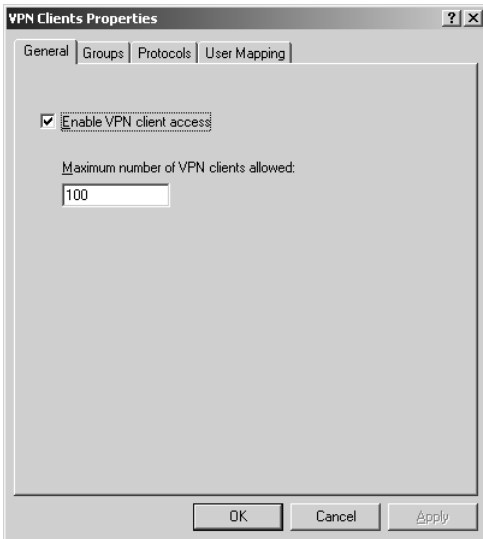 VPN Clients Properties
General Groups Protocols User Mapping
Enable VPN client access
Maximum number of VPN clients allowed:
100
OK Cancel Apply